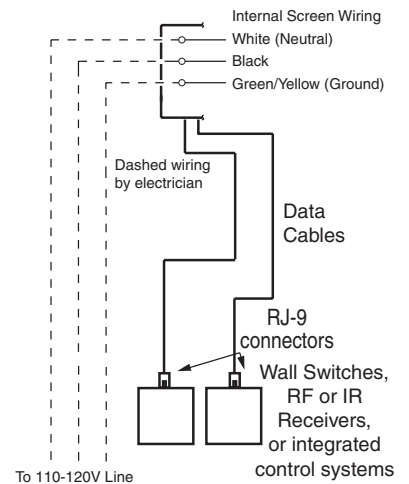 Internal Screen Wiring
White (Neutral)
Black
Green/Yellow (Ground)
Dashed wiring
by electrician
Data
Cables
RJ-9
connectors
Wall Switches,
RF or IR
Receivers,
or integrated
control systems
To 110-120V Line